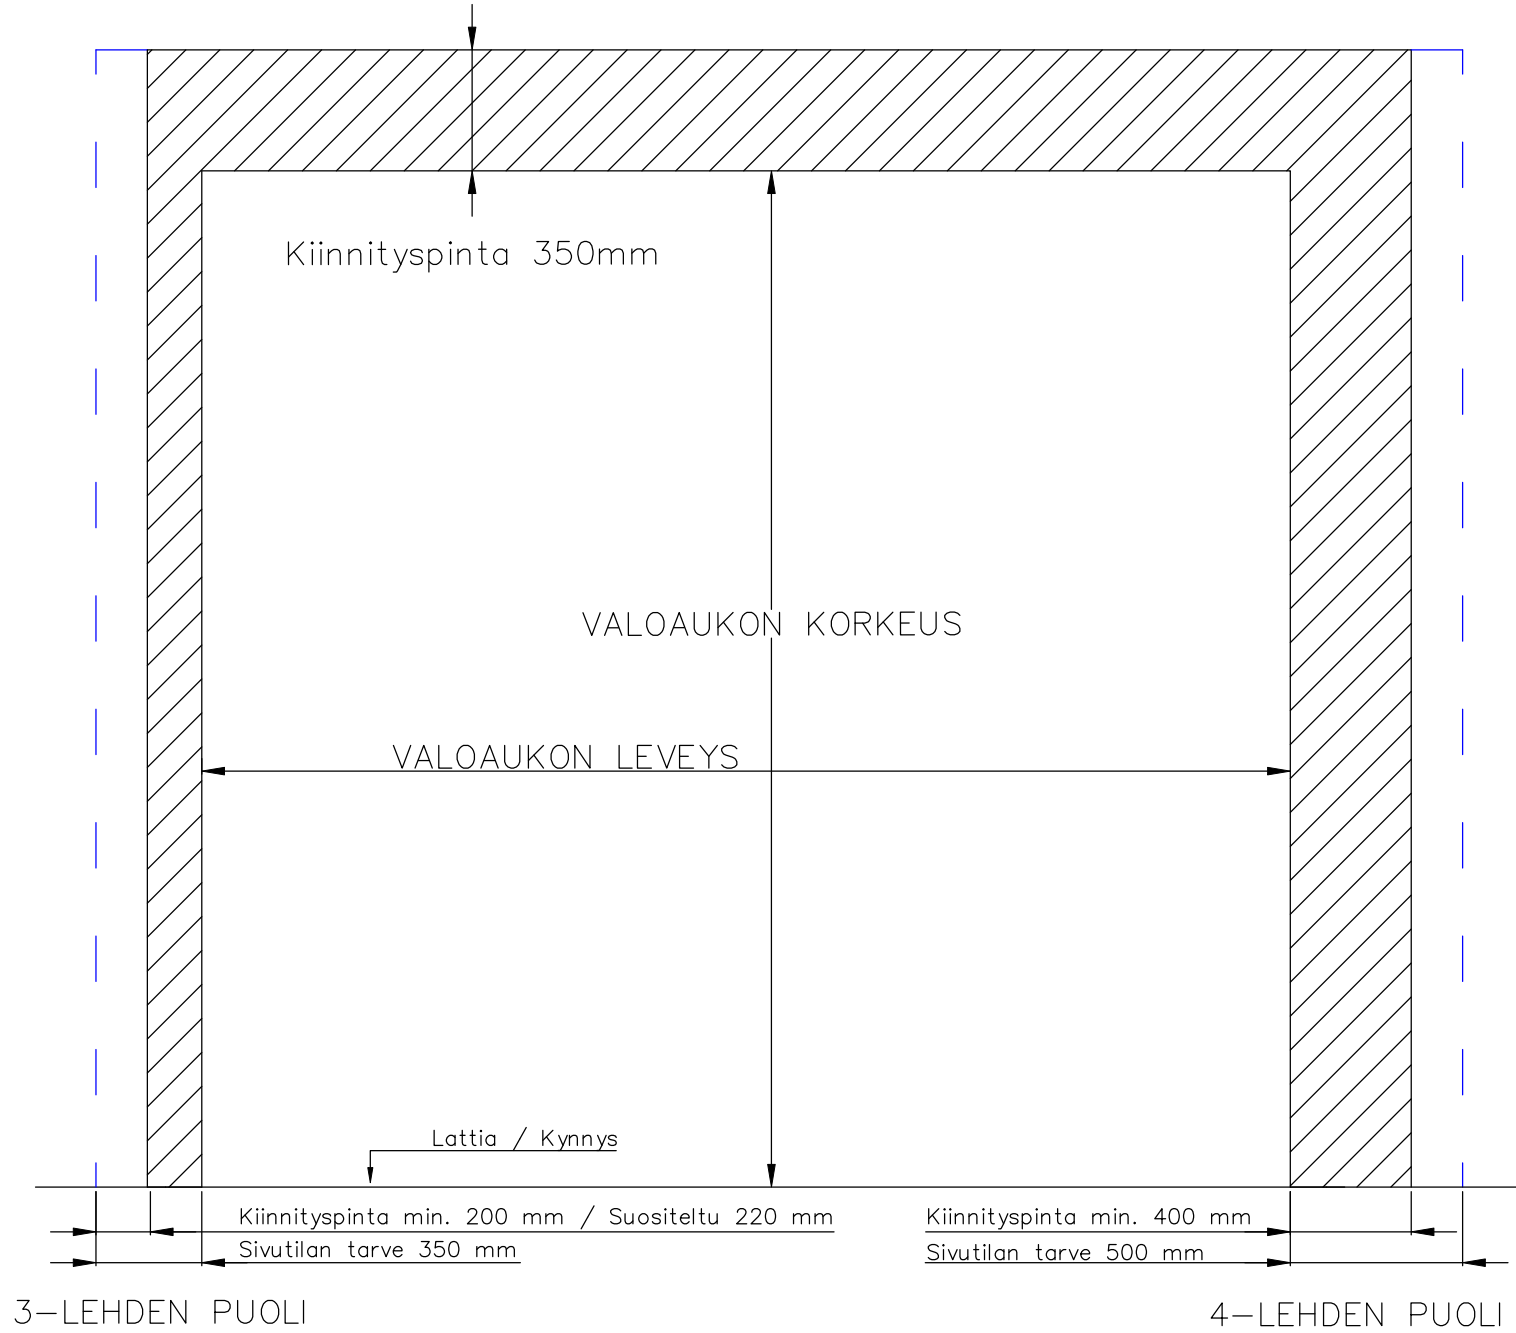 Kiinnityspinta 350mm
VALOAUKON KORKEUS
VALOAUKON LEVEYS
Lattia / Kynnys
Kiinnityspinta min. 200 mm / Suositeltu 220 mm
Kiinnityspinta min. 400 mm
Sivutilan tarve 350 mm
Sivutilan tarve 500 mm
3-LEHDEN PUOLI
4-LEHDEN PUOLI